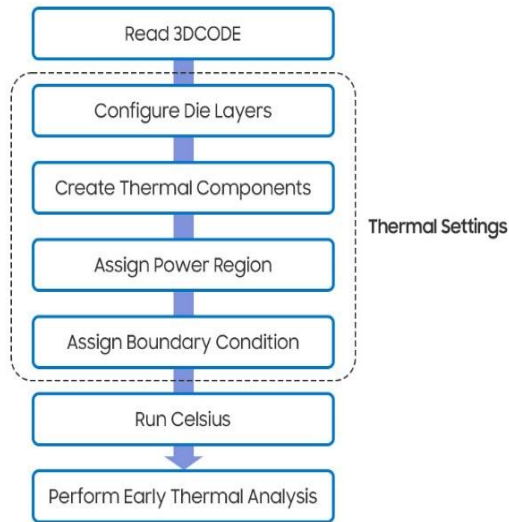 Read 3DCODE
Configure Die Layers
Create Thermal Components
Thermal Settings
Assign Power Region
Assign Boundary Condition
Run Celsius
Perform Early Thermal Analysis